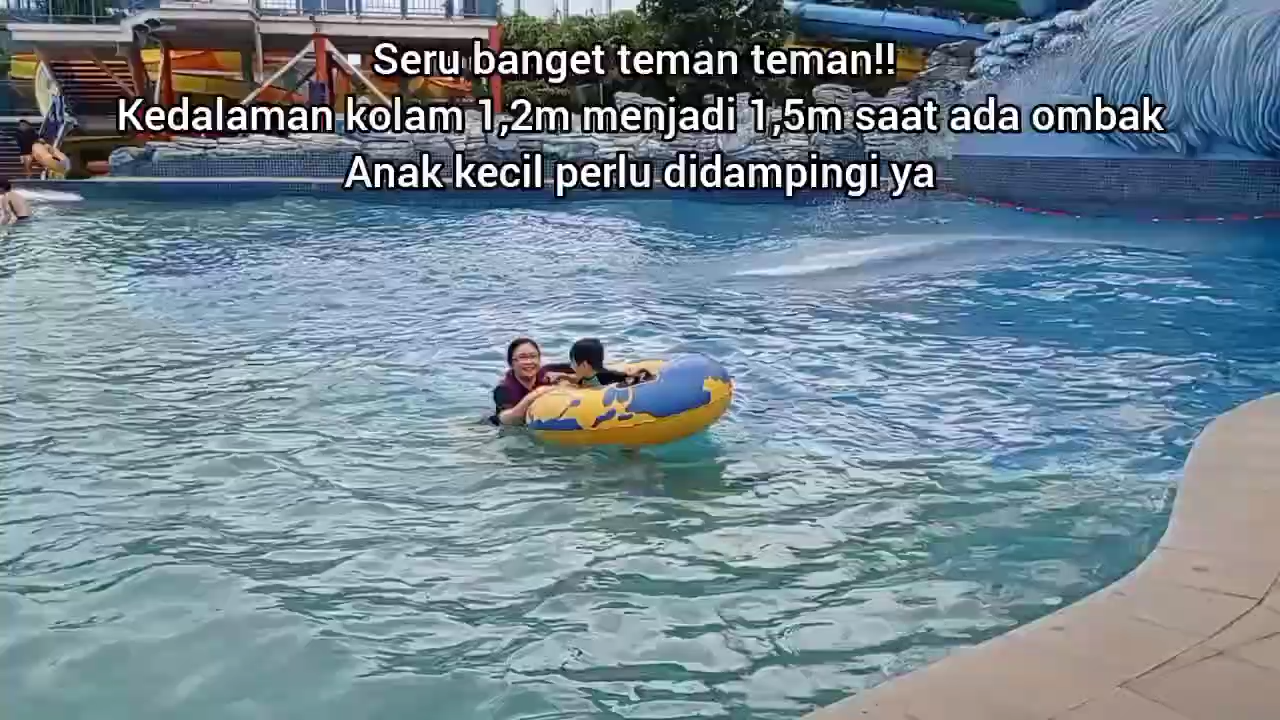 Seru banget teman teman!!
Kedalaman kolam 1,2m menjadi 1,5m saat ada ombak
Anak kecil perlu didampingi ya